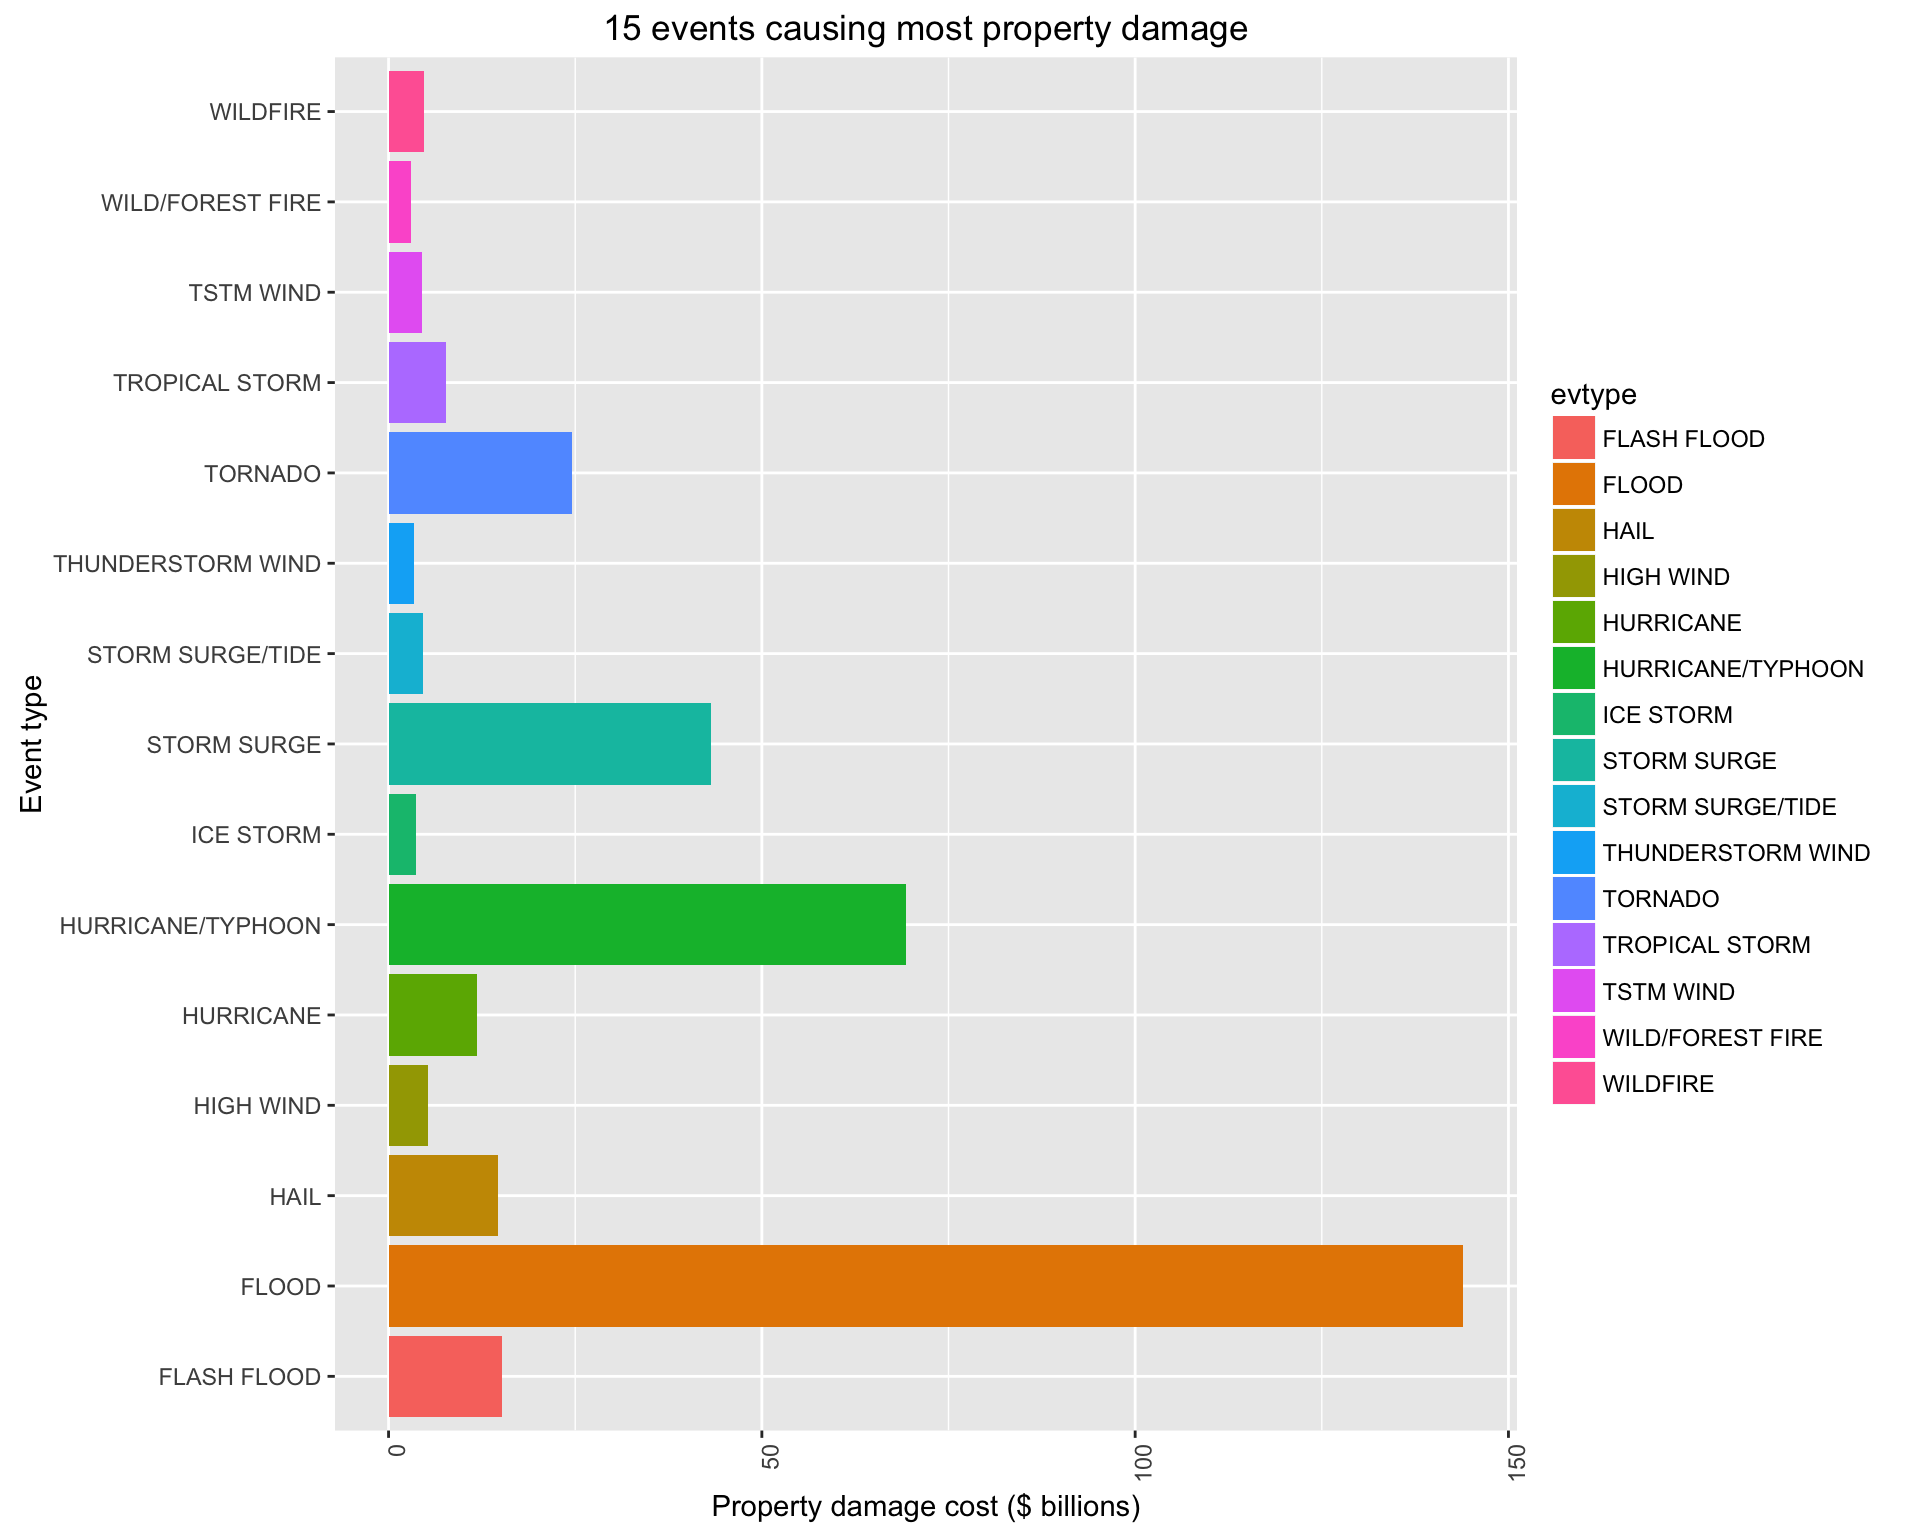 15 events causing most property damage
WILDFIRE
WILD/FOREST FIRE
TSTM WIND
TROPICAL STORM
TORNADO
THUNDERSTORM WIND
STORM SURGE/TIDE
STORM SURGE
ICE STORM
HURRICANE/TYPHOON
HURRICANE
HIGH WIND
HAIL
FLOOD
FLASH FLOOD
Event type
0
50
100
150
Property damage cost ($ billions)
evtype
FLASH FLOOD
FLOOD
HAIL
HIGH WIND
HURRICANE
HURRICANE/TYPHOON
ICE STORM
STORM SURGE
STORM SURGE/TIDE
THUNDERSTORM WIND
TORNADO
TROPICAL STORM
TSTM WIND
WILD/FOREST FIRE
WILDFIRE